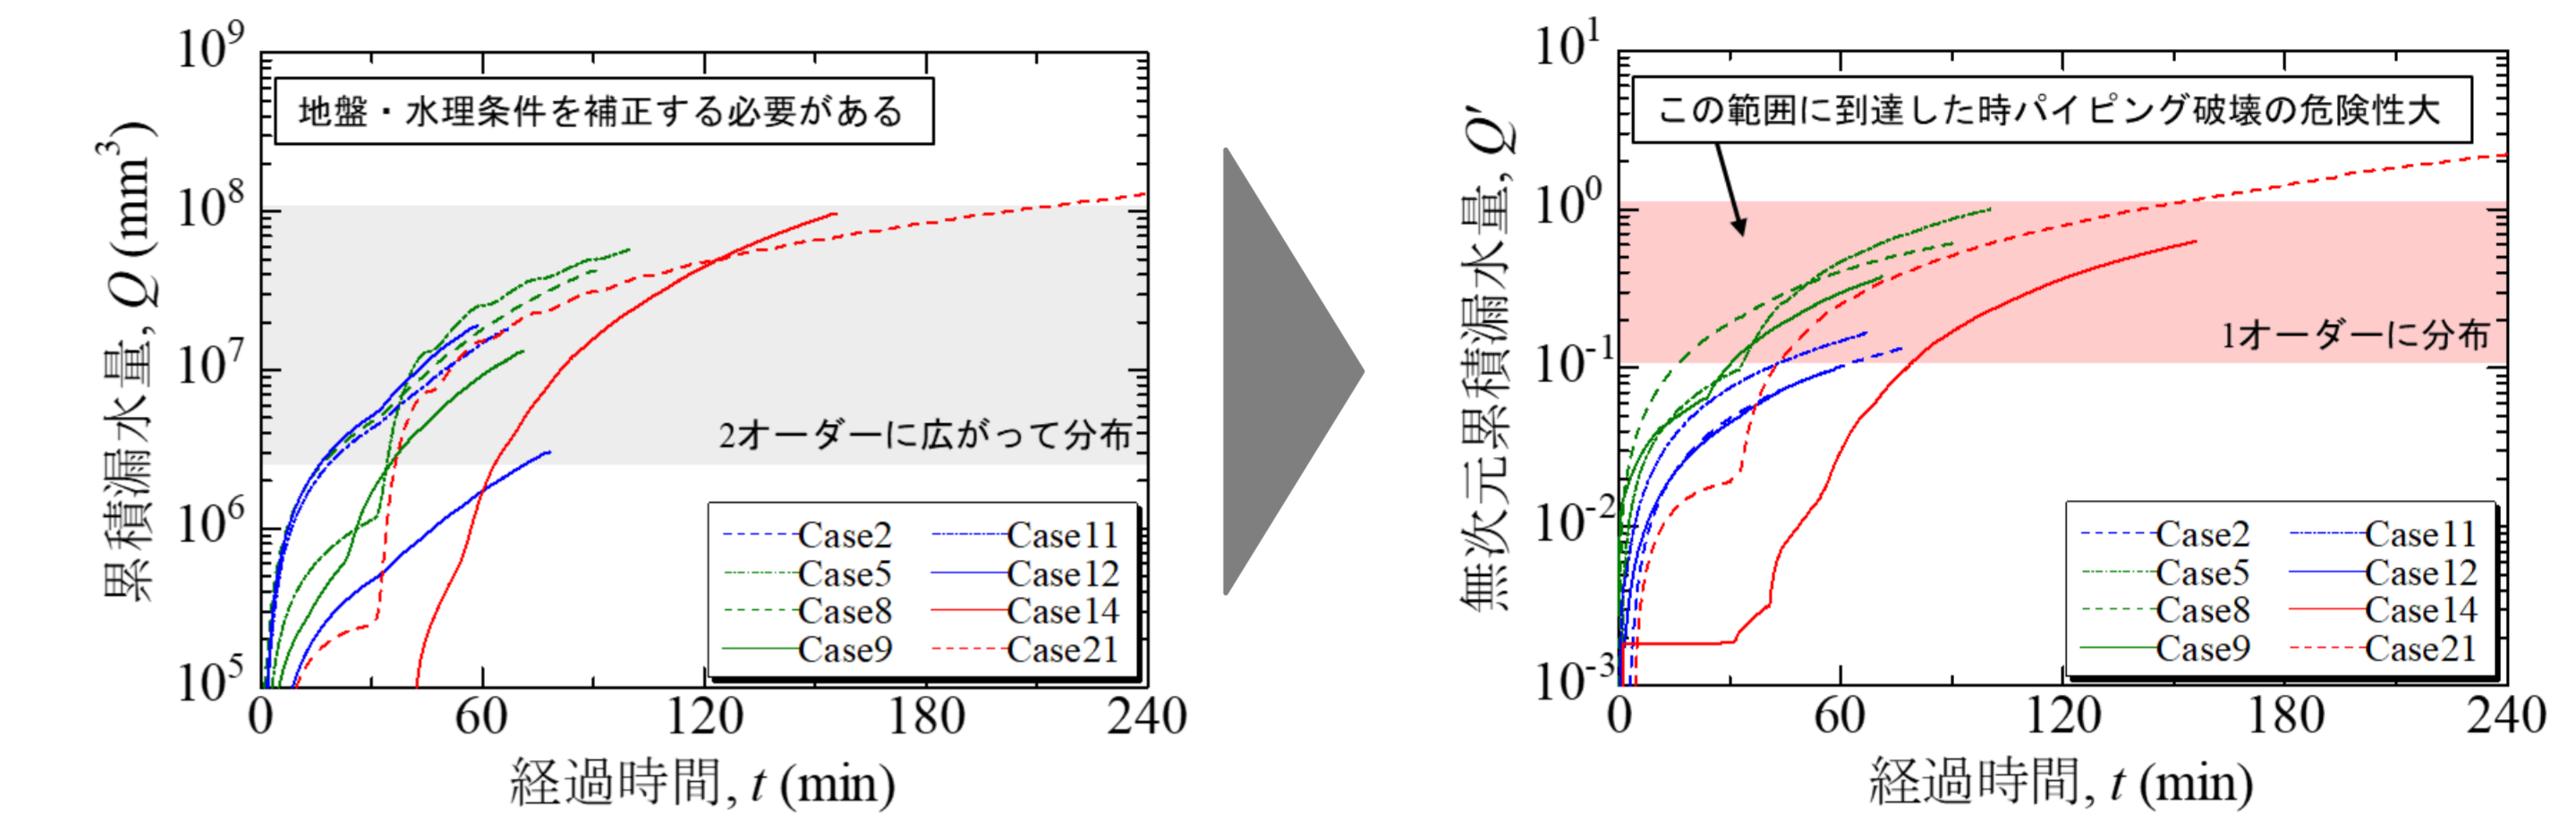 累積漏水量, Q (mm³)
10⁹
10⁸
10⁷
10⁶
10⁵
地盤・水理条件を補正する必要がある
2オーダーに広がって分布
Case2 Case11
Case5 Case12
Case8 Case14
Case9 Case21
0 60 120 180 240
経過時間, t (min)
無次元累積漏水量, Q′
10¹
10⁰
10⁻¹
10⁻²
10⁻³
この範囲に到達した時パイピング破壊の危険性大
1オーダーに分布
Case2 Case11
Case5 Case12
Case8 Case14
Case9 Case21
0 60 120 180 240
経過時間, t (min)